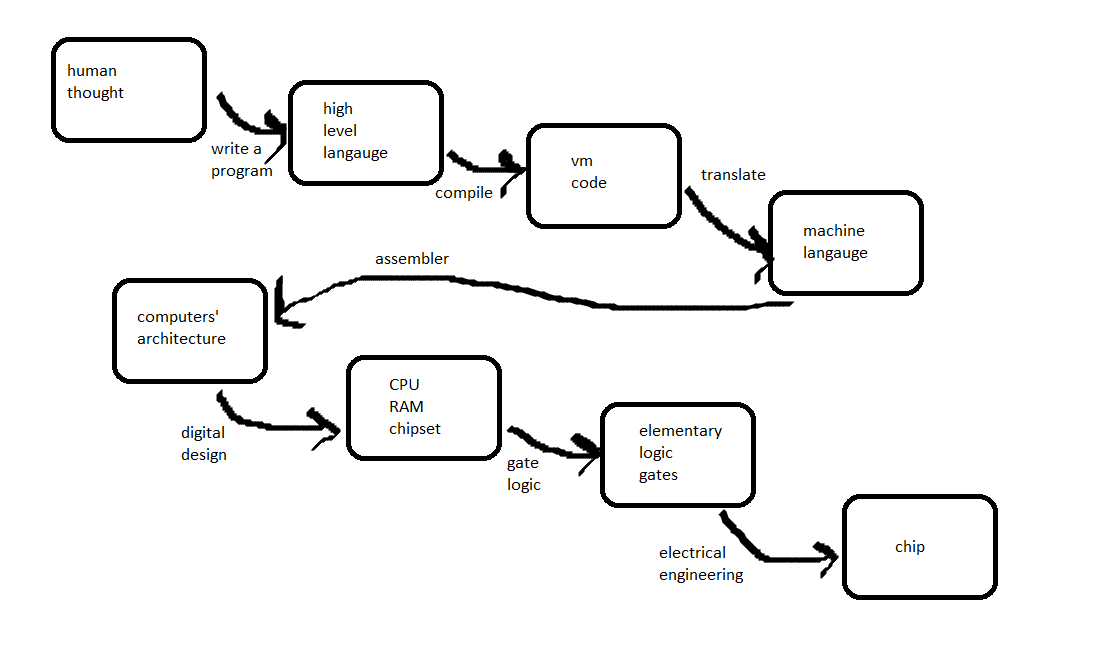 human
thought
write a
program
high
level
langauge
compile
vm
code
translate
machine
langauge
assembler
computers'
architecture
digital
design
CPU
RAM
chipset
gate
logic
elementary
logic
gates
electrical
engineering
chip